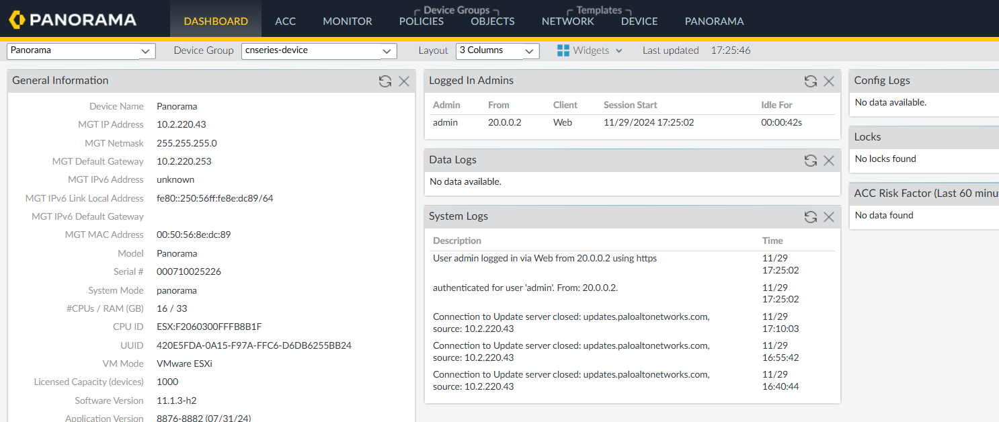 PANORAMA
DASHBOARD
ACC
MONITOR
Device Groups
POLICIES
OBJECTS
Templates
NETWORK
DEVICE
PANORAMA
Panorama
Device Group
cnseries-device
Layout
3 Columns
Widgets
Last updated
17:25:46
General Information
Device Name Panorama
MGT IP Address 10.2.220.43
MGT Netmask 255.255.255.0
MGT Default Gateway 10.2.220.253
MGT IPv6 Address unknown
MGT IPv6 Link Local Address fe80::250:56ff:fe8e:dc89/64
MGT IPv6 Default Gateway
MGT MAC Address 00:50:56:8e:dc:89
Model Panorama
Serial # 000710025226
System Mode panorama
#CPUs / RAM (GB) 16 / 33
CPU ID ESX:F2060300FFFB8B1F
UUID 420E5FDA-0A15-F97A-FFC6-D6DB6255BB24
VM Mode VMware ESXi
Licensed Capacity (devices) 1000
Software Version 11.1.3-h2
Application Version 8876-8882 (07/31/24)
Logged In Admins
Admin From Client Session Start Idle For
admin 20.0.0.2 Web 11/29/2024 17:25:02 00:00:42s
Data Logs
No data available.
System Logs
Description Time
User admin logged in via Web from 20.0.0.2 using https 11/29
17:25:02
authenticated for user 'admin'. From: 20.0.0.2. 11/29
17:25:02
Connection to Update server closed: updates.paloaltonetworks.com, 11/29
source: 10.2.220.43 17:10:03
Connection to Update server closed: updates.paloaltonetworks.com, 11/29
source: 10.2.220.43 16:55:42
Connection to Update server closed: updates.paloaltonetworks.com, 11/29
source: 10.2.220.43 16:40:44
Config Logs
No data available.
Locks
No locks found
ACC Risk Factor (Last 60 minu
No data found